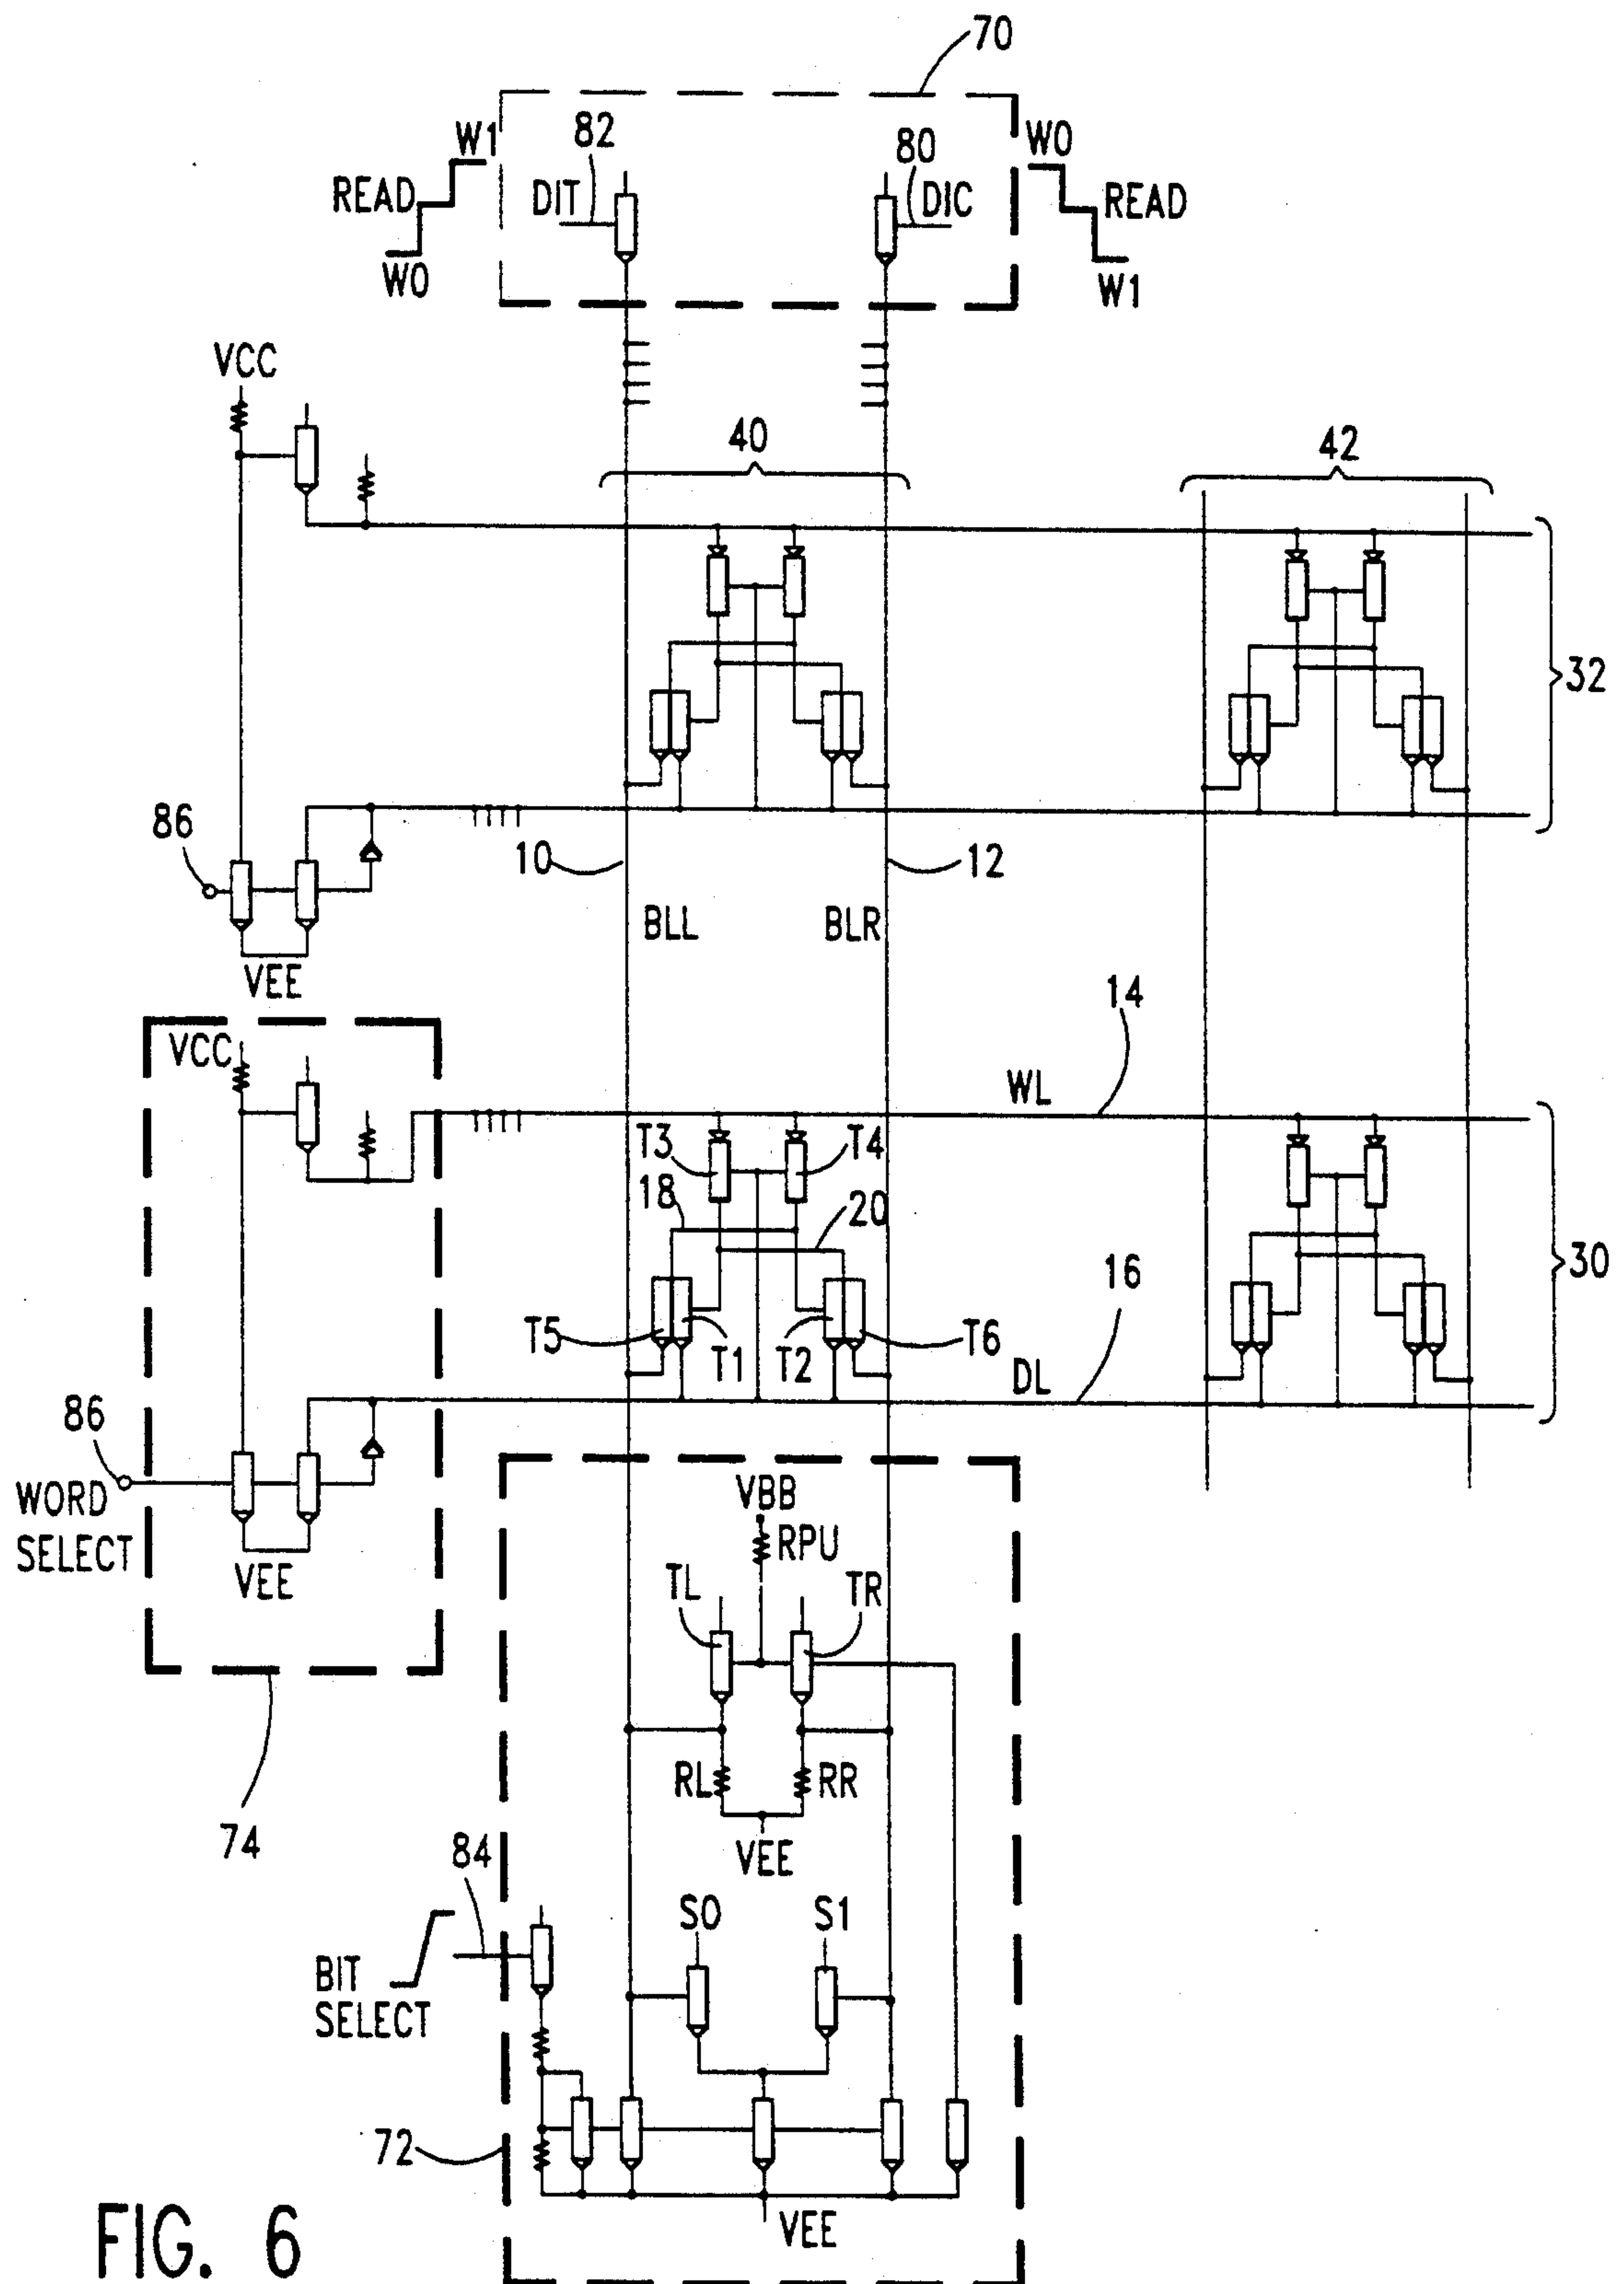 70
82
W1
80
W0
READ
DIT
DIC
READ
W0
W1
VCC
40
42
32
86
10
12
BLL
BLR
VEE
14
VCC
WL
T3
T4
18
20
30
16
T5
T1
T2
T6
DL
86
WORD
SELECT
VBB
RPU
VEE
TL
TR
RL
RR
74
84
VEE
S0
S1
BIT
SELECT
72
VEE
FIG. 6